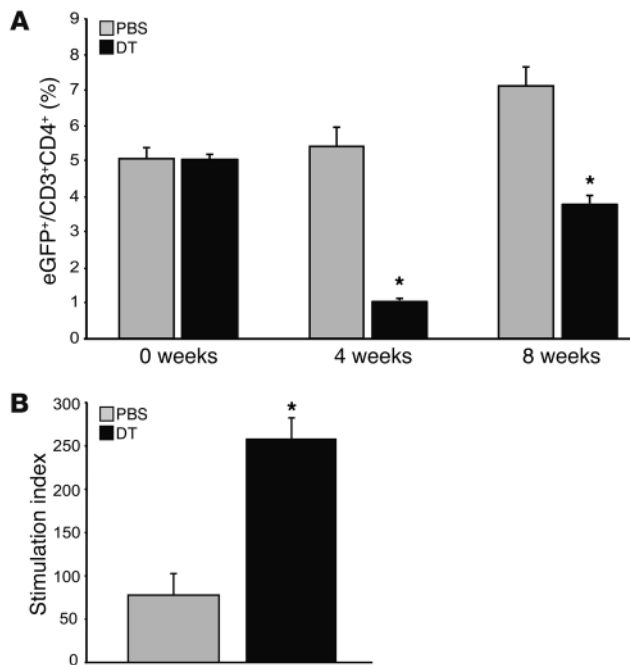 A
PBS
DT
eGFP⁺/CD3⁺CD4⁺ (%)
9
8
7
6
5
4
3
2
1
0
*
*
0 weeks
4 weeks
8 weeks
B
PBS
DT
Stimulation index
300
250
200
150
100
50
0
*